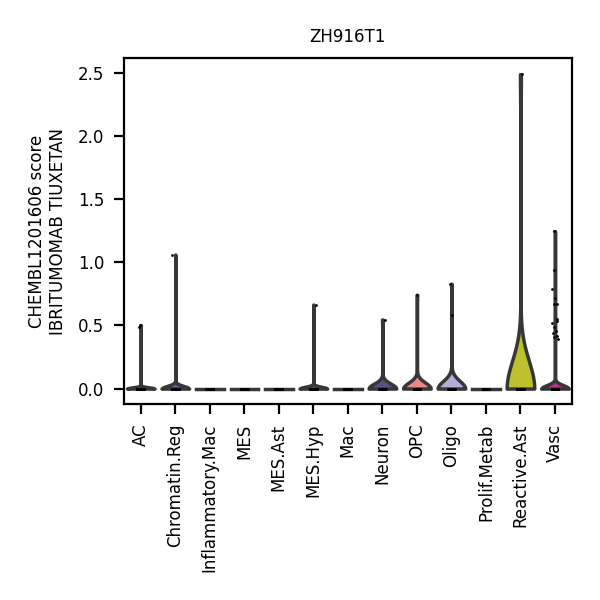 ZH916T1
CHEMBL1201606 score
IBRITUMOMAB TIUXETAN
2.5
2.0
1.5
1.0
0.5
0.0
AC
Chromatin.Reg
Inflammatory.Mac
MES
MES.Ast
MES.Hyp
Mac
Neuron
OPC
Oligo
Prolif.Metab
Reactive.Ast
Vasc